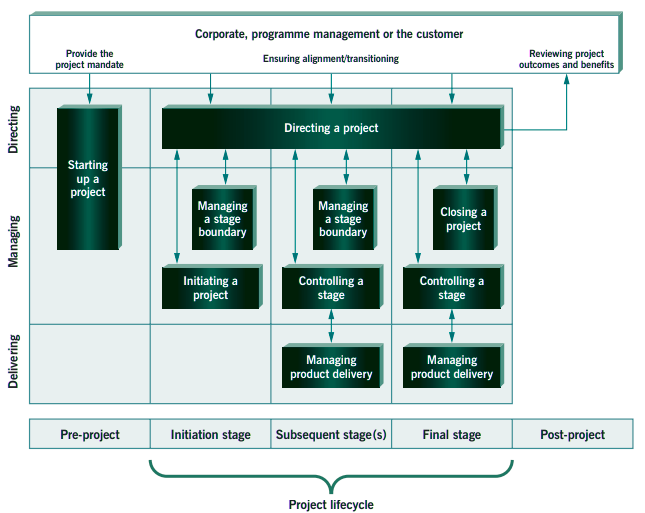 Corporate, programme management or the customer
Provide the
project mandate
Ensuring alignment/transitioning
Reviewing project
outcomes and benefits
Directing
Directing a project
Starting
up a
project
Managing
Managing
a stage
boundary
Managing
a stage
boundary
Closing a
project
Initiating a
project
Controlling a
stage
Controlling a
stage
Delivering
Managing
product delivery
Managing
product delivery
Pre-project
Initiation stage
Subsequent stage(s)
Final stage
Post-project
Project lifecycle